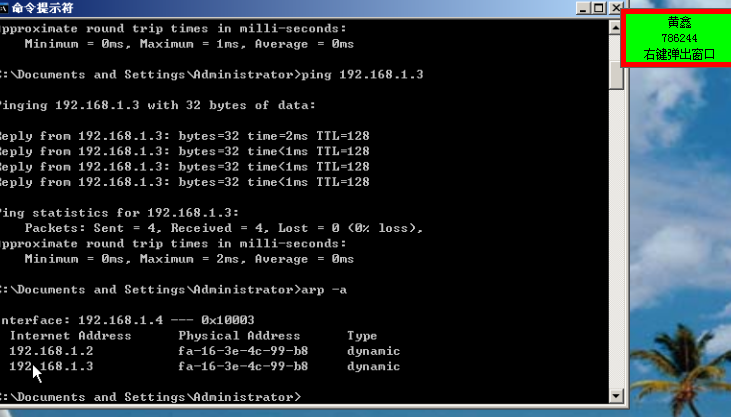 命令提示符
pproximate round trip times in milli-seconds:
Minimum = 0ms, Maximum = 1ms, Average = 0ms
:\Documents and Settings\Administrator>ping 192.168.1.3
inging 192.168.1.3 with 32 bytes of data:
eply from 192.168.1.3: bytes=32 time=2ms TTL=128
eply from 192.168.1.3: bytes=32 time<1ms TTL=128
eply from 192.168.1.3: bytes=32 time<1ms TTL=128
eply from 192.168.1.3: bytes=32 time<1ms TTL=128
ing statistics for 192.168.1.3:
Packets: Sent = 4, Received = 4, Lost = 0 (0% loss),
pproximate round trip times in milli-seconds:
Minimum = 0ms, Maximum = 2ms, Average = 0ms
:\Documents and Settings\Administrator>arp -a
nterface: 192.168.1.4 --- 0x10003
Internet Address Physical Address Type
192.168.1.2 fa-16-3e-4c-99-b8 dynamic
192.168.1.3 fa-16-3e-4c-99-b8 dynamic
:\Documents and Settings\Administrator>
黄鑫
786244
右键弹出窗口